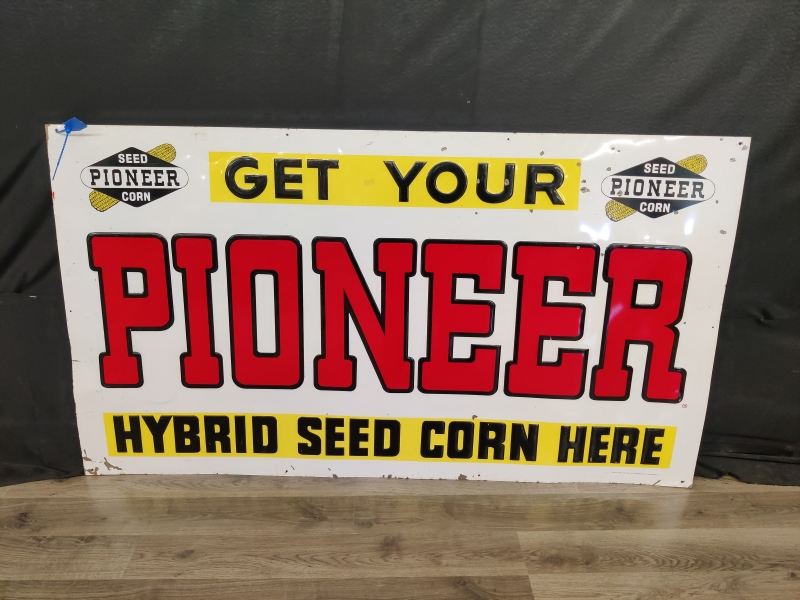 SEED
PIONEER
CORN
GET YOUR
SEED
PIONEER
CORN
PIONEER
HYBRID SEED CORN HERE